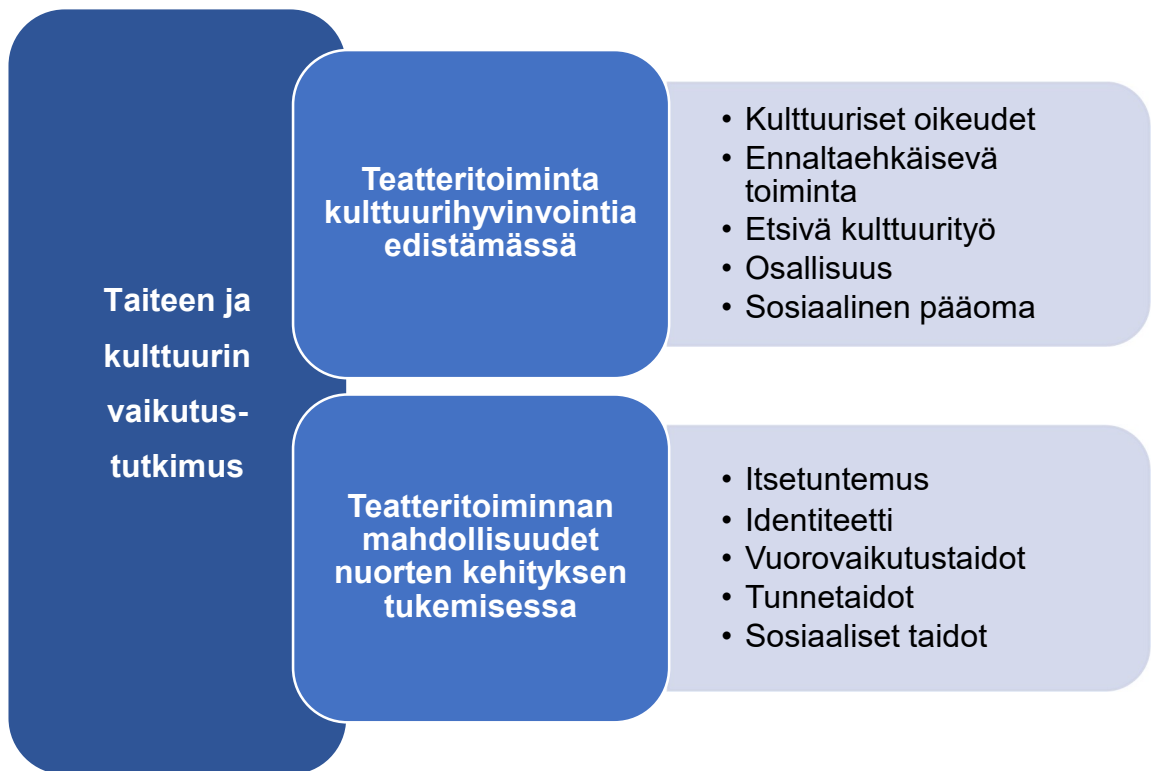 Taiteen ja
kulttuurin
vaikutus-
tutkimus
Teatteritoiminta
kulttuurihyvinvointia
edistämässä
• Kulttuuriset oikeudet
• Ennaltaehkäisevä
toiminta
• Etsivä kulttuurityö
• Osallisuus
• Sosiaalinen pääoma
Teatteritoiminnan
mahdollisuudet
nuorten kehityksen
tukemisessa
• Itsetuntemus
• Identiteetti
• Vuorovaikutustaidot
• Tunnetaidot
• Sosiaaliset taidot